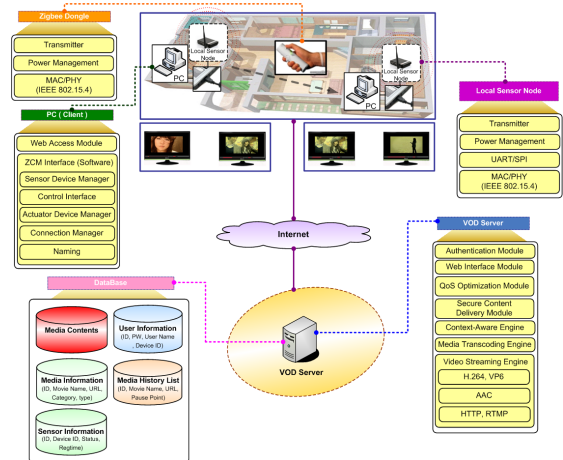 Zigbee Dongle
Transmitter
Power Management
MAC/PHY
(IEEE 802.15.4)
PC ( Client )
Web Access Module
ZCM Interface (Software)
Sensor Device Manager
Control Interface
Actuator Device Manager
Connection Manager
Naming
Local Sensor
Node
PC
Local Sensor
Node
PC
Local Sensor Node
Transmitter
Power Management
UART/SPI
MAC/PHY
(IEEE 802.15.4)
Internet
VOD Server
VOD Server
Authentication Module
Web Interface Module
QoS Optimization Module
Secure Content
Delivery Module
Context-Aware Engine
Media Transcoding Engine
Video Streaming Engine
H.264, VP6
AAC
HTTP, RTMP
DataBase
Media Contents
User Information
(ID, PW, User Name
, Device ID)
Media Information
(ID, Movie Name, URL,
Category, type)
Media History List
(ID, Movie Name, URL,
Pause Point)
Sensor Information
(ID, Device ID, Status,
Regtime)